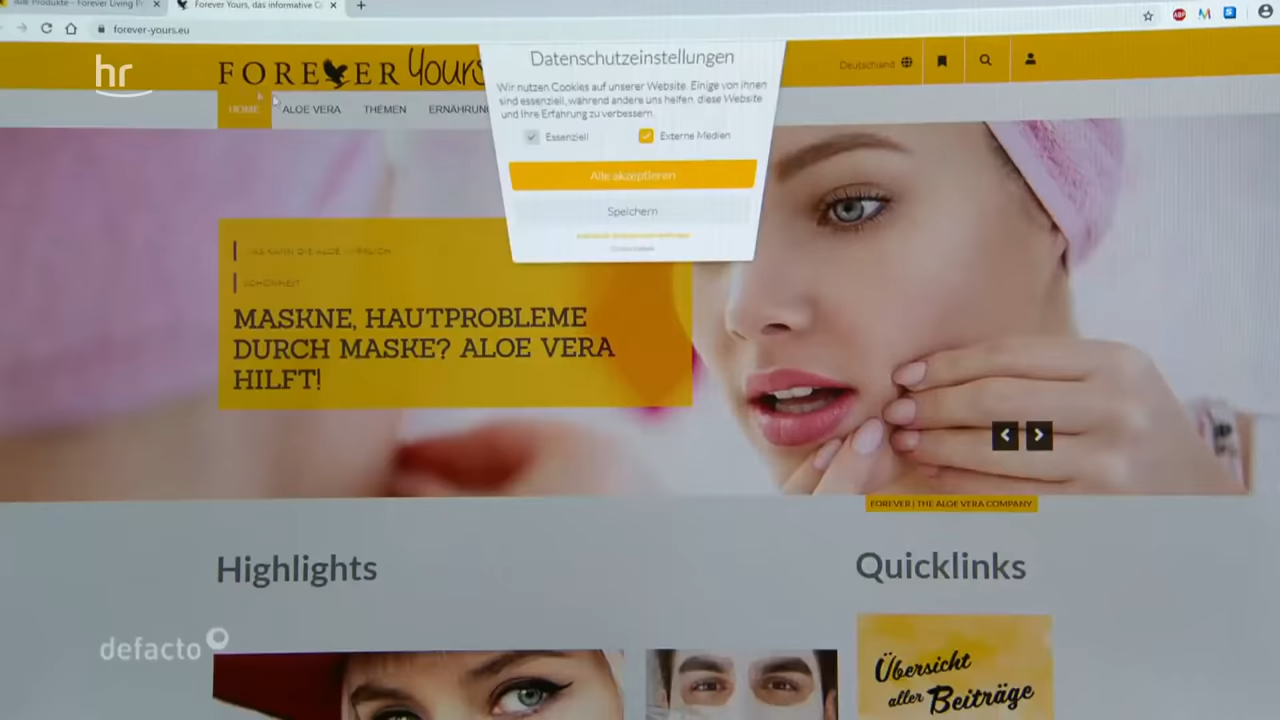 Alle Produkte - Forever Living Pr
Forever Yours, das informative O
forever-yours.eu
hr
FOREVER Yours
Deutschland
HOME
ALOE VERA
THEMEN
ERNÄHRUNG
Datenschutzeinstellungen
Wir nutzen Cookies auf unserer Website. Einige von ihnen
sind essenziell, während andere uns helfen, diese Website
und Ihre Erfahrung zu verbessern.
Essenziell
Externe Medien
Alle akzeptieren
Speichern
SCHÖNHEIT
MASKNE, HAUTPROBLEME
DURCH MASKE? ALOE VERA
HILFT!
FOREVER | THE ALOE VERA COMPANY
Highlights
Quicklinks
Übersicht
aller Beiträge
defacto